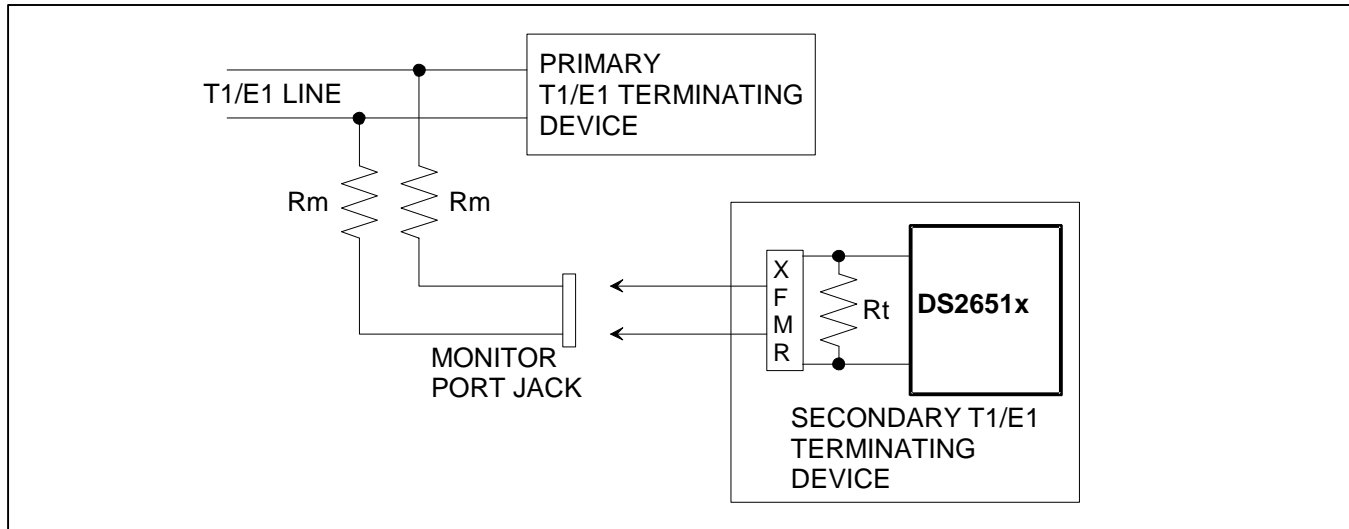 PRIMARY
T1/E1 TERMINATING
DEVICE
T1/E1 LINE
Rm
Rm
MONITOR
PORT JACK
X
F
M
R
Rt
DS2651x
SECONDARY T1/E1
TERMINATING
DEVICE